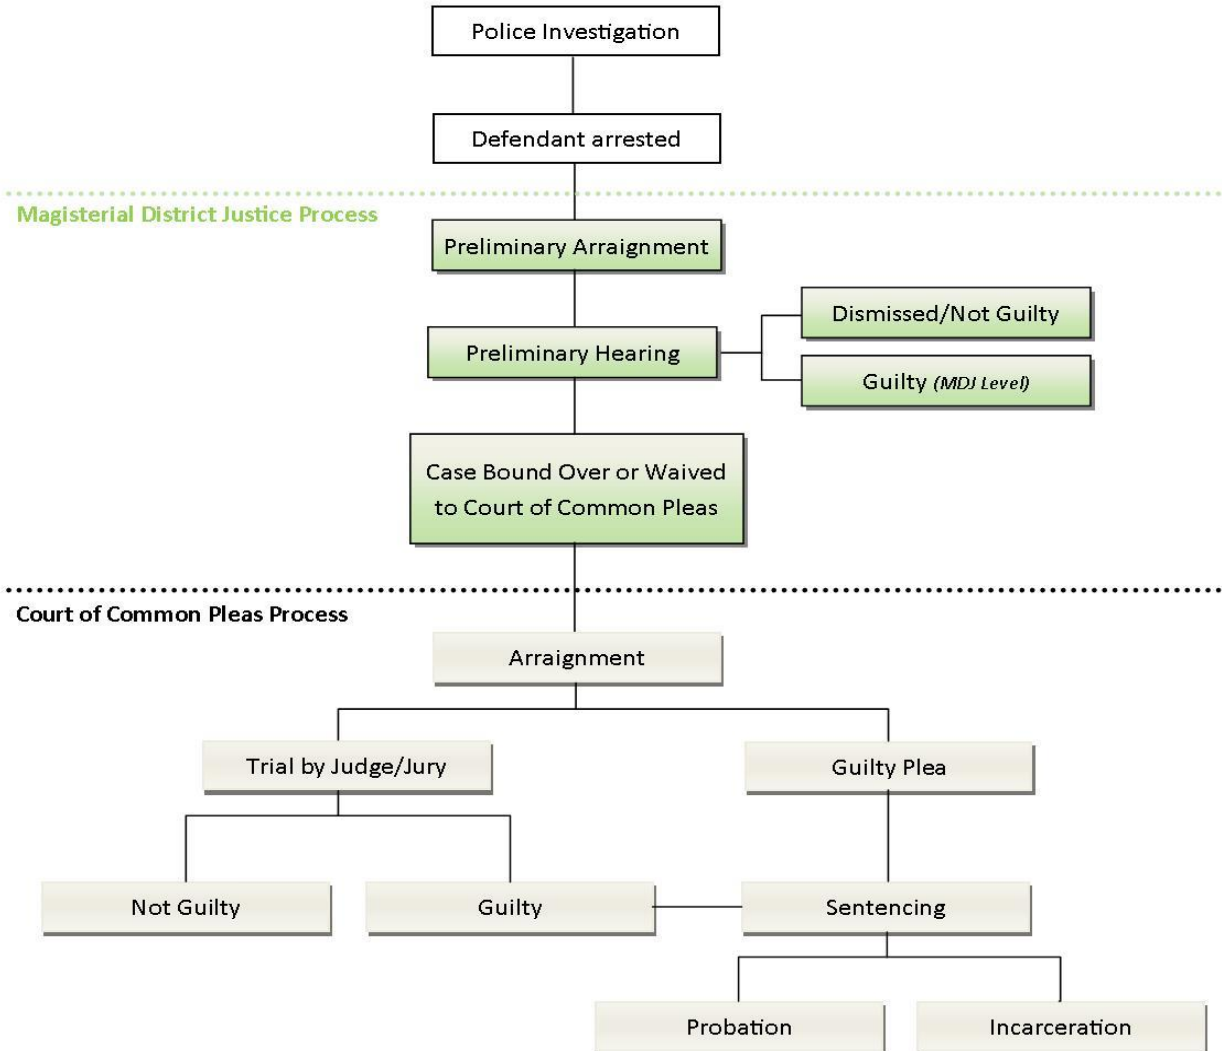 Police Investigation
Defendant arrested
Magisterial District Justice Process
Preliminary Arraignment
Dismissed/Not Guilty
Preliminary Hearing
Guilty (MDJ Level)
Case Bound Over or Waived
to Court of Common Pleas
Court of Common Pleas Process
Arraignment
Trial by Judge/Jury
Guilty Plea
Not Guilty
Guilty
Sentencing
Probation
Incarceration